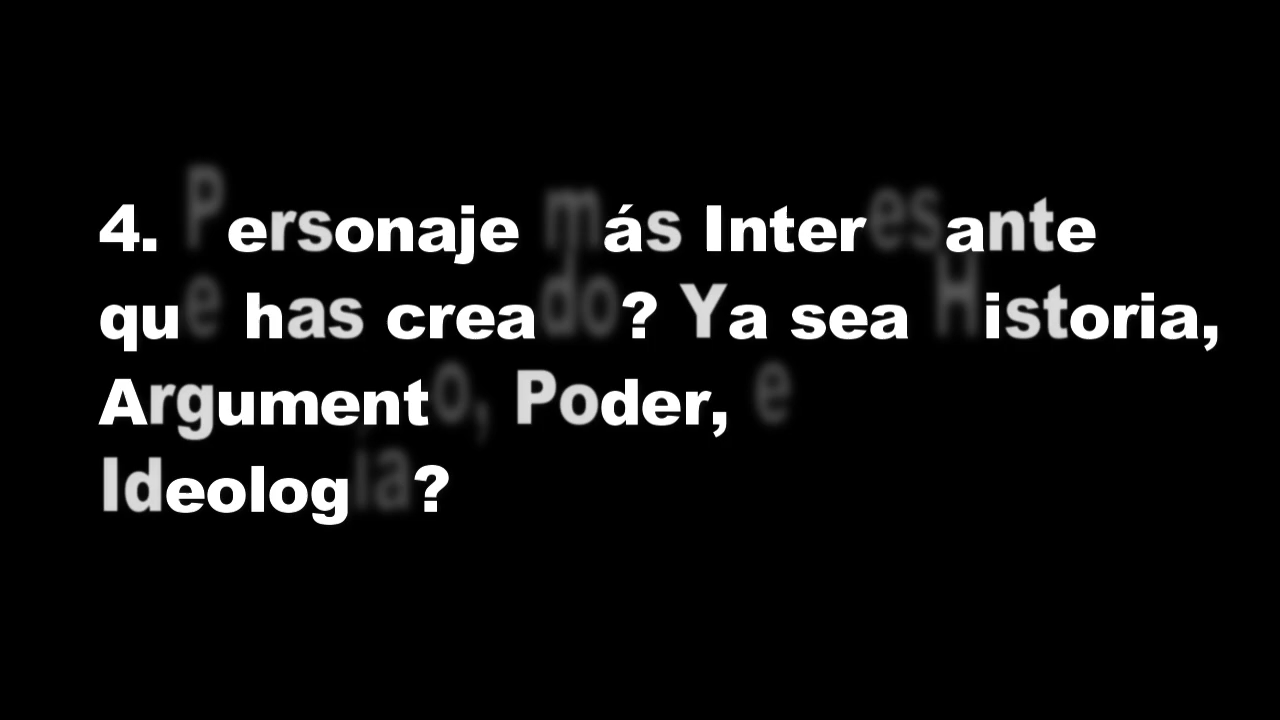 4. Personaje más Interesante
que has creado? Ya sea Historia,
Argumento, Poder, e
Ideología?